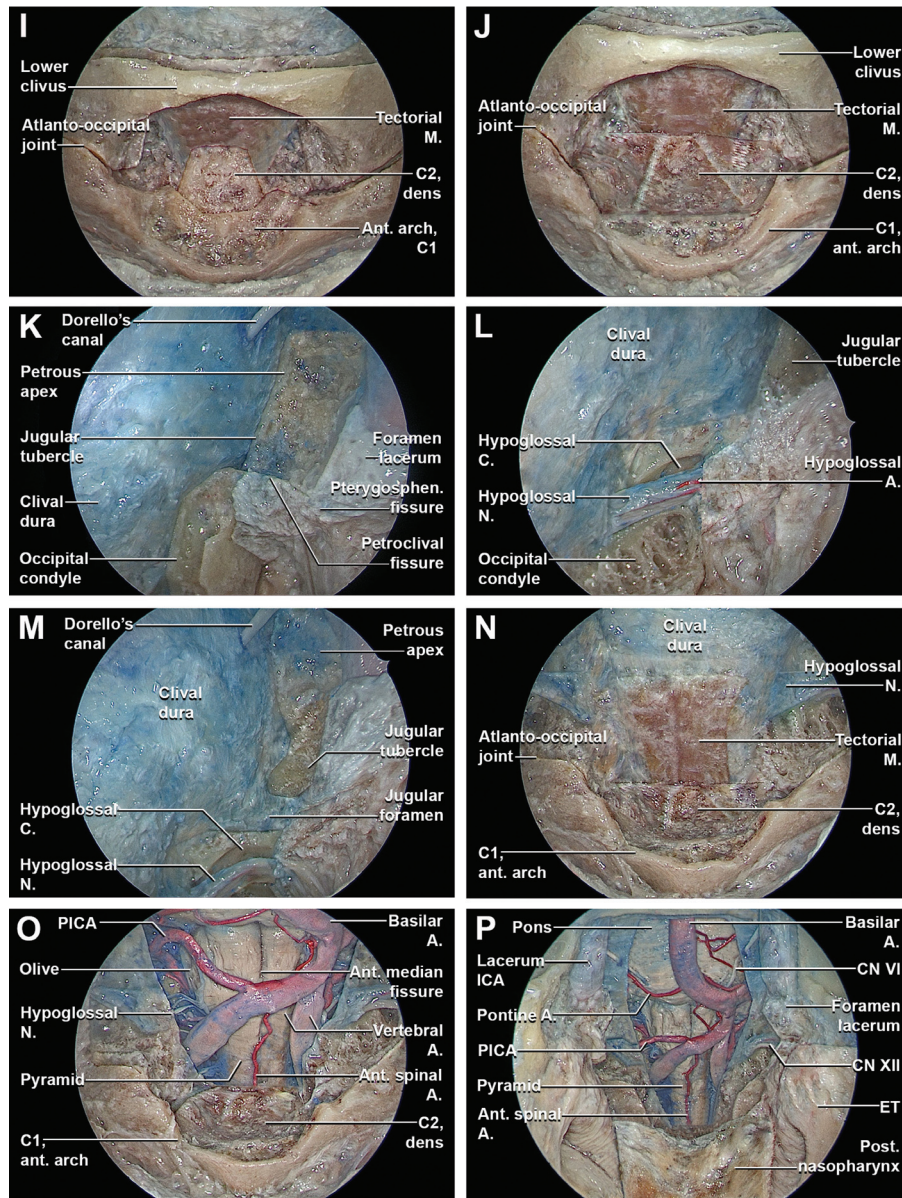 I
Lower
clivus
Atlanto-occipital
joint
Tectorial
M.
C2,
dens
Ant. arch,
C1
J
Lower
clivus
Atlanto-occipital
joint
Tectorial
M.
C2,
dens
C1,
ant. arch
K
Dorello's
canal
Petrous
apex
Jugular
tubercle
Foramen
lacerum
Clival
dura
Pterygosphen.
fissure
Occipital
condyle
Petroclival
fissure
L
Clival
dura
Jugular
tubercle
Hypoglossal
C.
Hypoglossal
A.
Hypoglossal
N.
Occipital
condyle
M
Dorello's
canal
Petrous
apex
Clival
dura
Jugular
tubercle
Jugular
foramen
Hypoglossal
C.
Hypoglossal
N.
N
Clival
dura
Hypoglossal
N.
Atlanto-occipital
joint
Tectorial
M.
C2,
dens
C1,
ant. arch
O
PICA
Basilar
A.
Olive
Ant. median
fissure
Hypoglossal
N.
Vertebral
A.
Pyramid
Ant. spinal
A.
C1,
ant. arch
C2,
dens
P
Pons
Basilar
A.
Lacerum
ICA
CN VI
Pontine A.
Foramen
lacerum
PICA
CN XII
Pyramid
ET
Ant. spinal
A.
Post.
nasopharynx